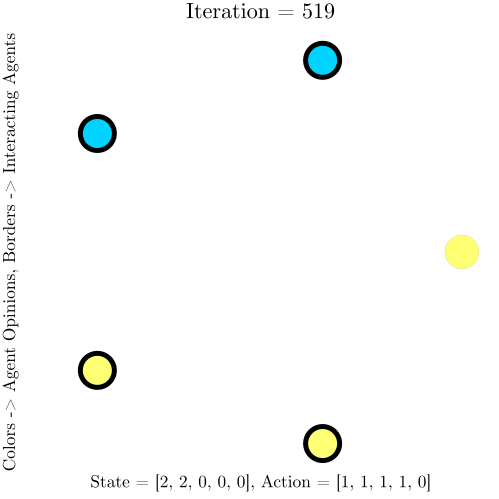 Iteration = 519
Colors -> Agent Opinions, Borders -> Interacting Agents
State = [2, 2, 0, 0, 0], Action = [1, 1, 1, 1, 0]